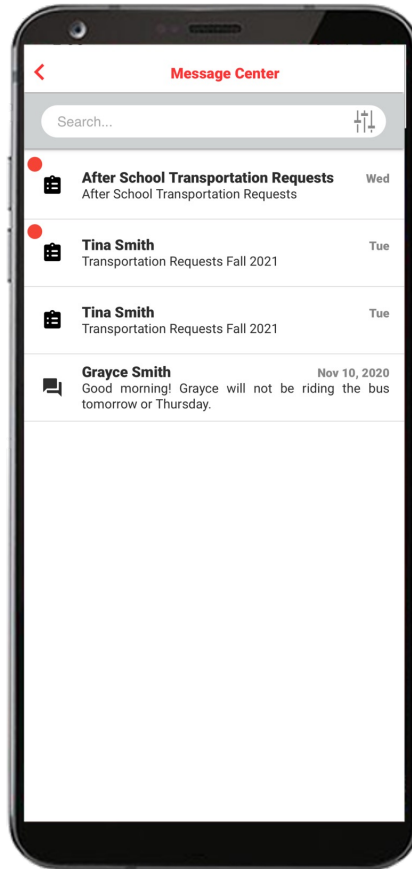 Message Center
Search...
After School Transportation Requests Wed
After School Transportation Requests
Tina Smith Tue
Transportation Requests Fall 2021
Tina Smith Tue
Transportation Requests Fall 2021
Grayce Smith Nov 10, 2020
Good morning! Grayce will not be riding the bus
tomorrow or Thursday.